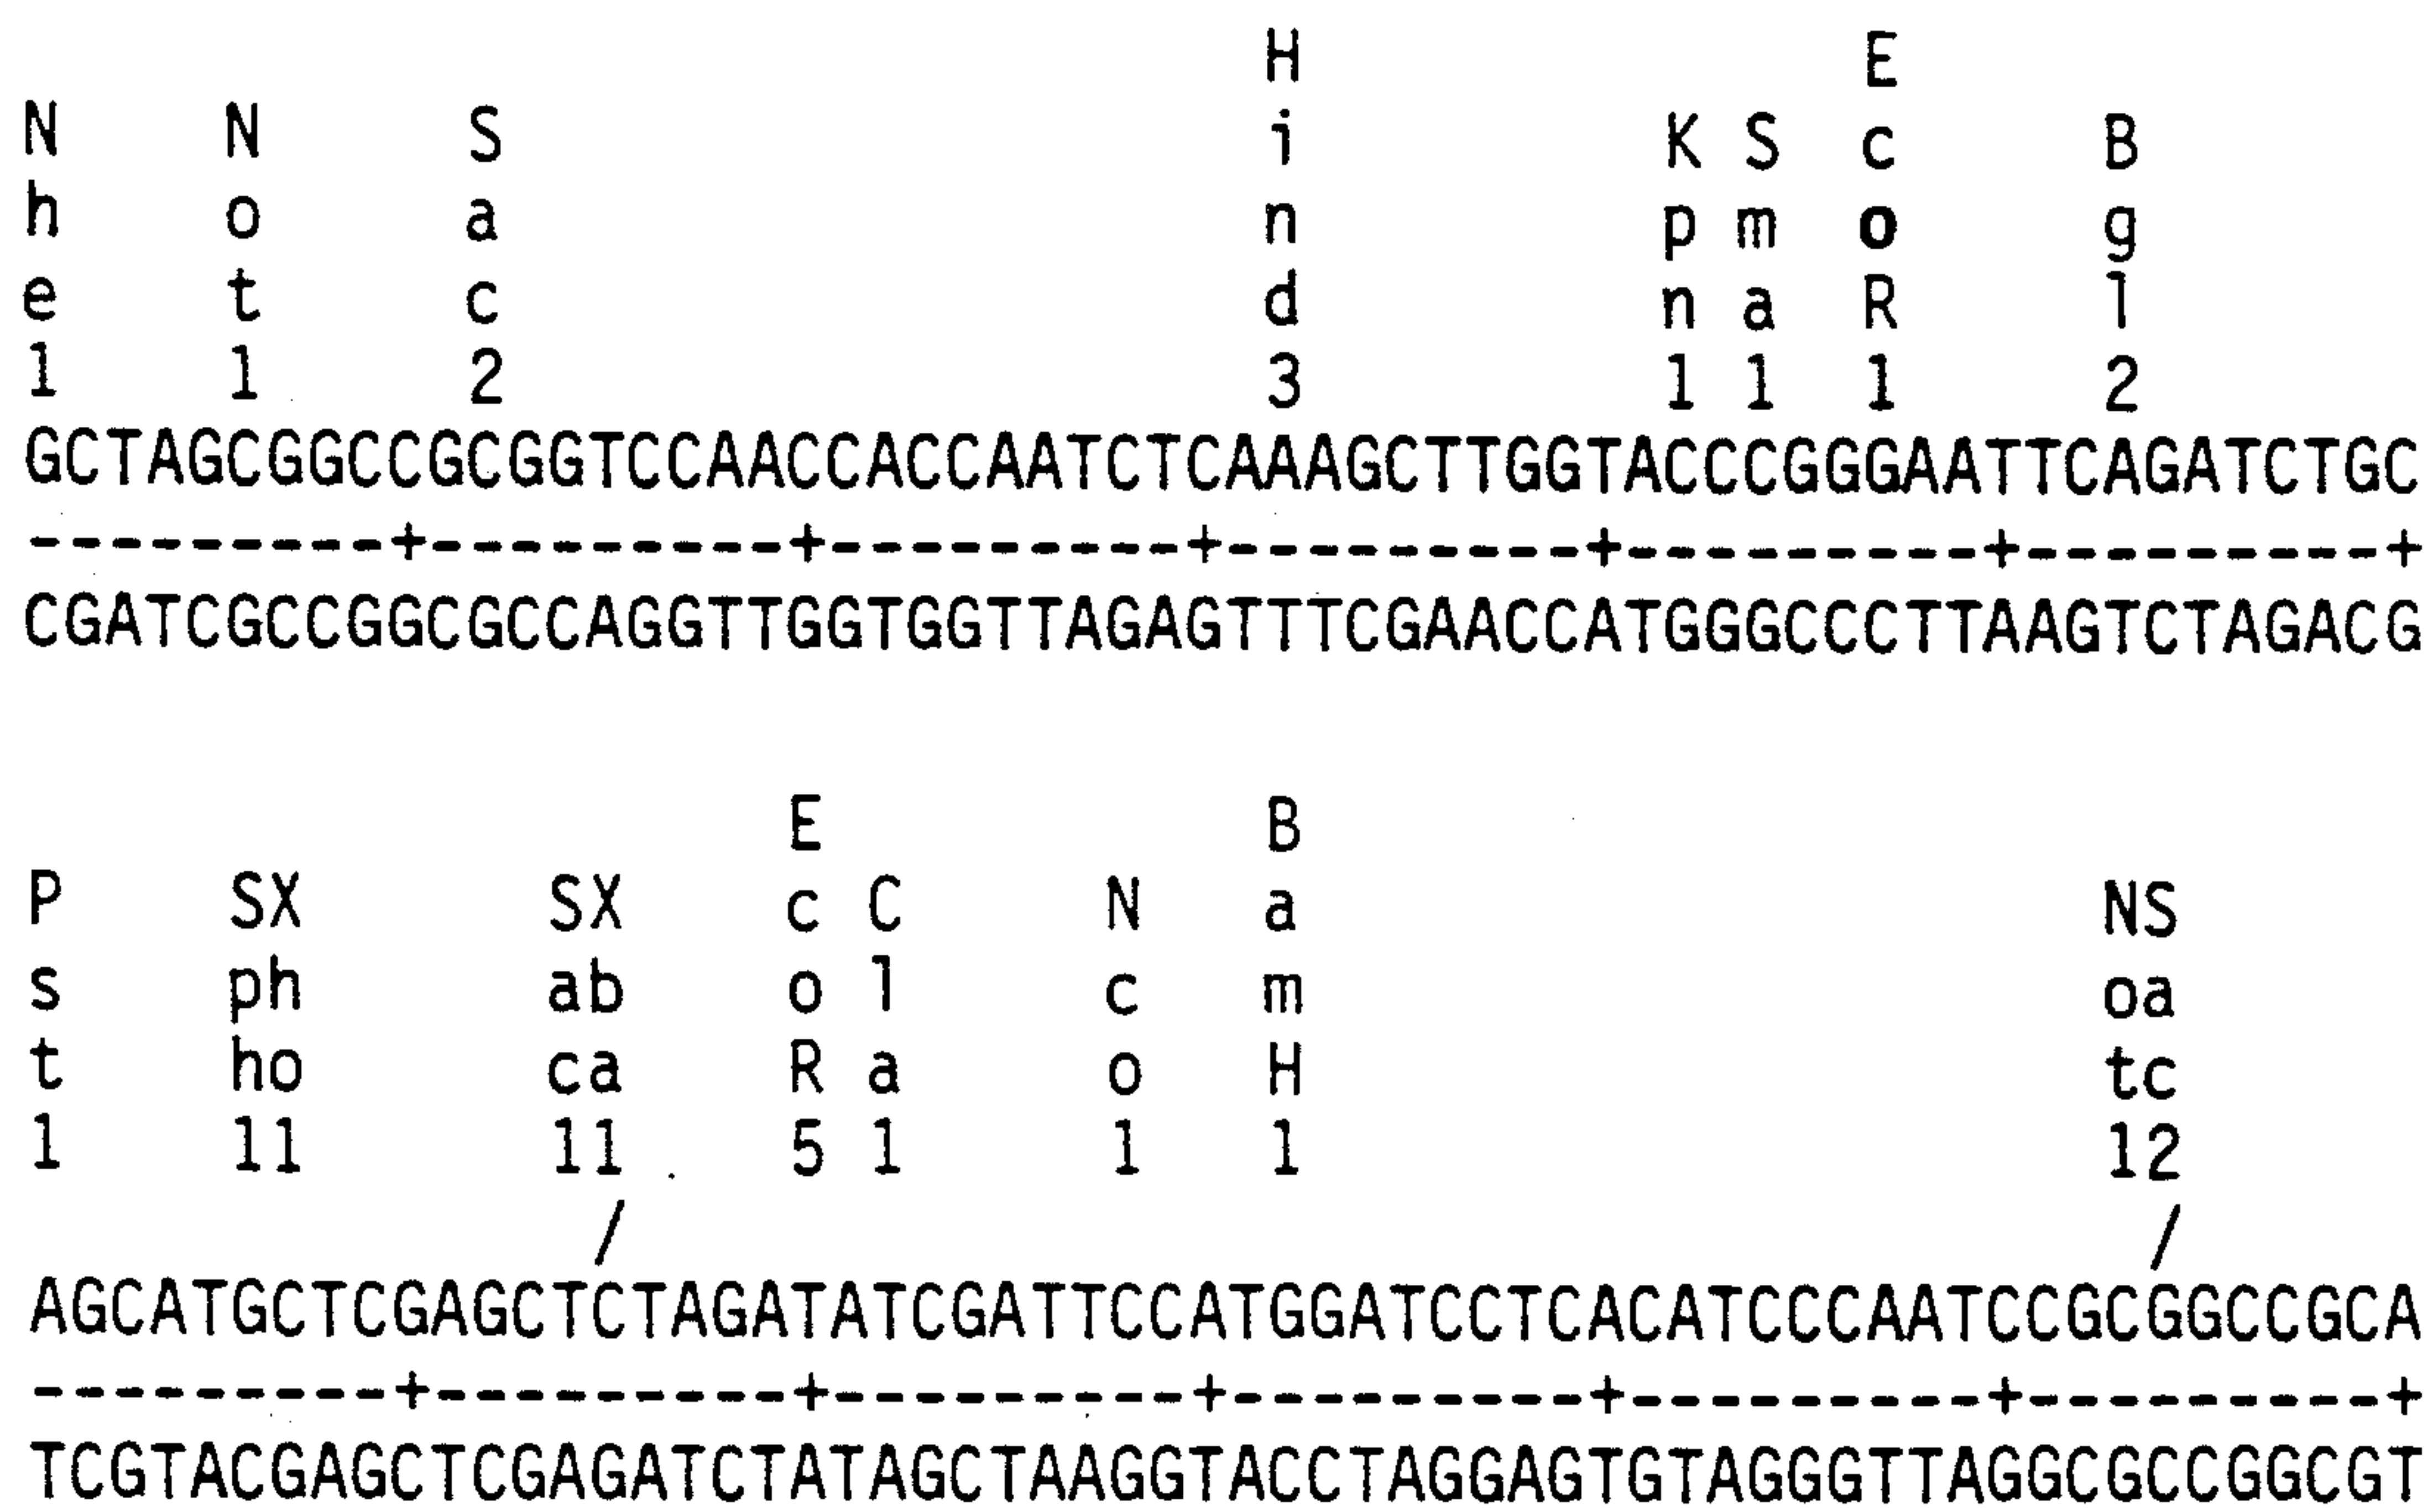 H E
N N S i K S c B
h o a n p m o g
e t c d n a R l
1 1 2 3 1 1 1 2
GCTAGCGGCCGCGGTCCAACCACCAATCTCAAAGCTTGGTACCCGGGAATTCAGATCTGC
---------+---------+---------+---------+---------+---------+
CGATCGCCGGCGCCAGGTTGGTGGTTAGAGTTTCGAACCATGGGCCCTTAAGTCTAGACG
E B
P SX SX c C N a NS
s ph ab o l c m oa
t ho ca R a o H tc
1 11 11 5 1 1 1 12
/ /
AGCATGCTCGAGCTCTAGATATCGATTCCATGGATCCTCACATCCCAATCCGCGGCCGCA
---------+---------+---------+---------+---------+---------+
TCGTACGAGCTCGAGATCTATAGCTAAGGTACCTAGGAGTGTAGGGTTAGGCGCCGGCGT